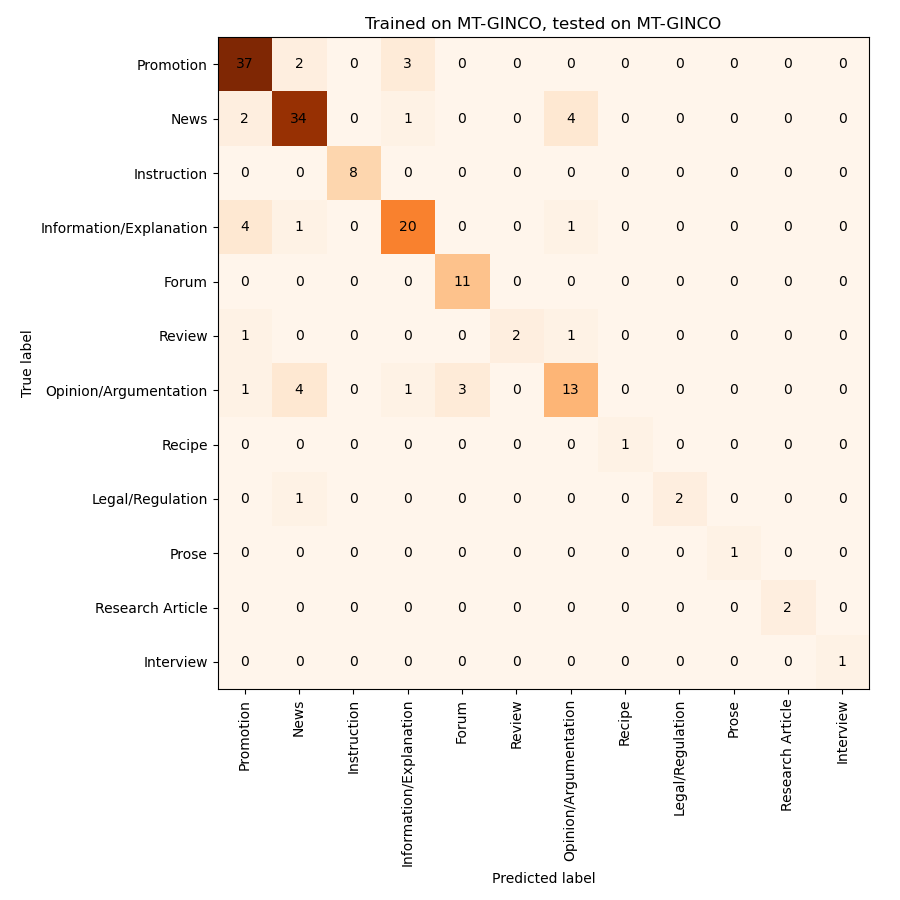 Trained on MT-GINCO, tested on MT-GINCO
Promotion 37 2 0 3 0 0 0 0 0 0 0 0
News 2 34 0 1 0 0 4 0 0 0 0 0
Instruction 0 0 8 0 0 0 0 0 0 0 0 0
Information/Explanation 4 1 0 20 0 0 1 0 0 0 0 0
Forum 0 0 0 0 11 0 0 0 0 0 0 0
Review 1 0 0 0 0 2 1 0 0 0 0 0
Opinion/Argumentation 1 4 0 1 3 0 13 0 0 0 0 0
Recipe 0 0 0 0 0 0 0 1 0 0 0 0
Legal/Regulation 0 1 0 0 0 0 0 0 2 0 0 0
Prose 0 0 0 0 0 0 0 0 0 1 0 0
Research Article 0 0 0 0 0 0 0 0 0 0 2 0
Interview 0 0 0 0 0 0 0 0 0 0 0 1
True label
Promotion
News
Instruction
Information/Explanation
Forum
Review
Opinion/Argumentation
Recipe
Legal/Regulation
Prose
Research Article
Interview
Predicted label